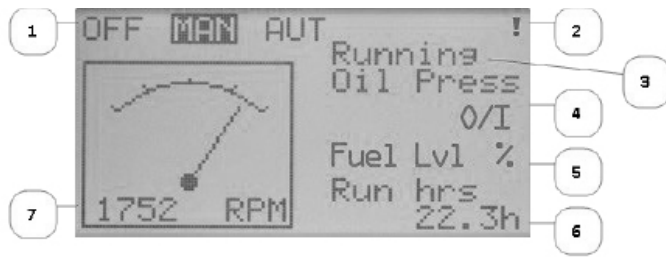 1
OFF MAN AUT !
2
Running
3
Oil Press
0/I
4
Fuel Lvl %
5
Run hrs
22.3h
6
1752 RPM
7